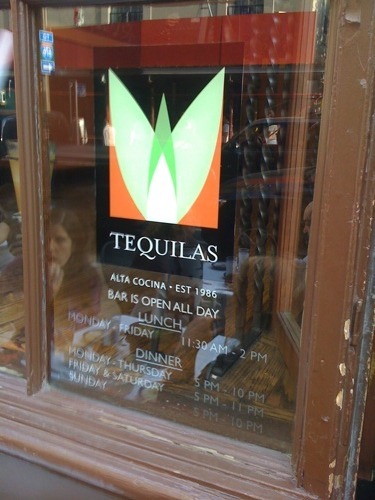 TEQUILAS
ALTA COCINA • EST 1986
BAR IS OPEN ALL DAY
LUNCH
MONDAY - FRIDAY 11:30 AM - 2 PM
&
DINNER
MONDAY - THURSDAY 5 PM - 10 PM
FRIDAY & SATURDAY 5 PM - 11 PM
SUNDAY 5 PM - 10 PM